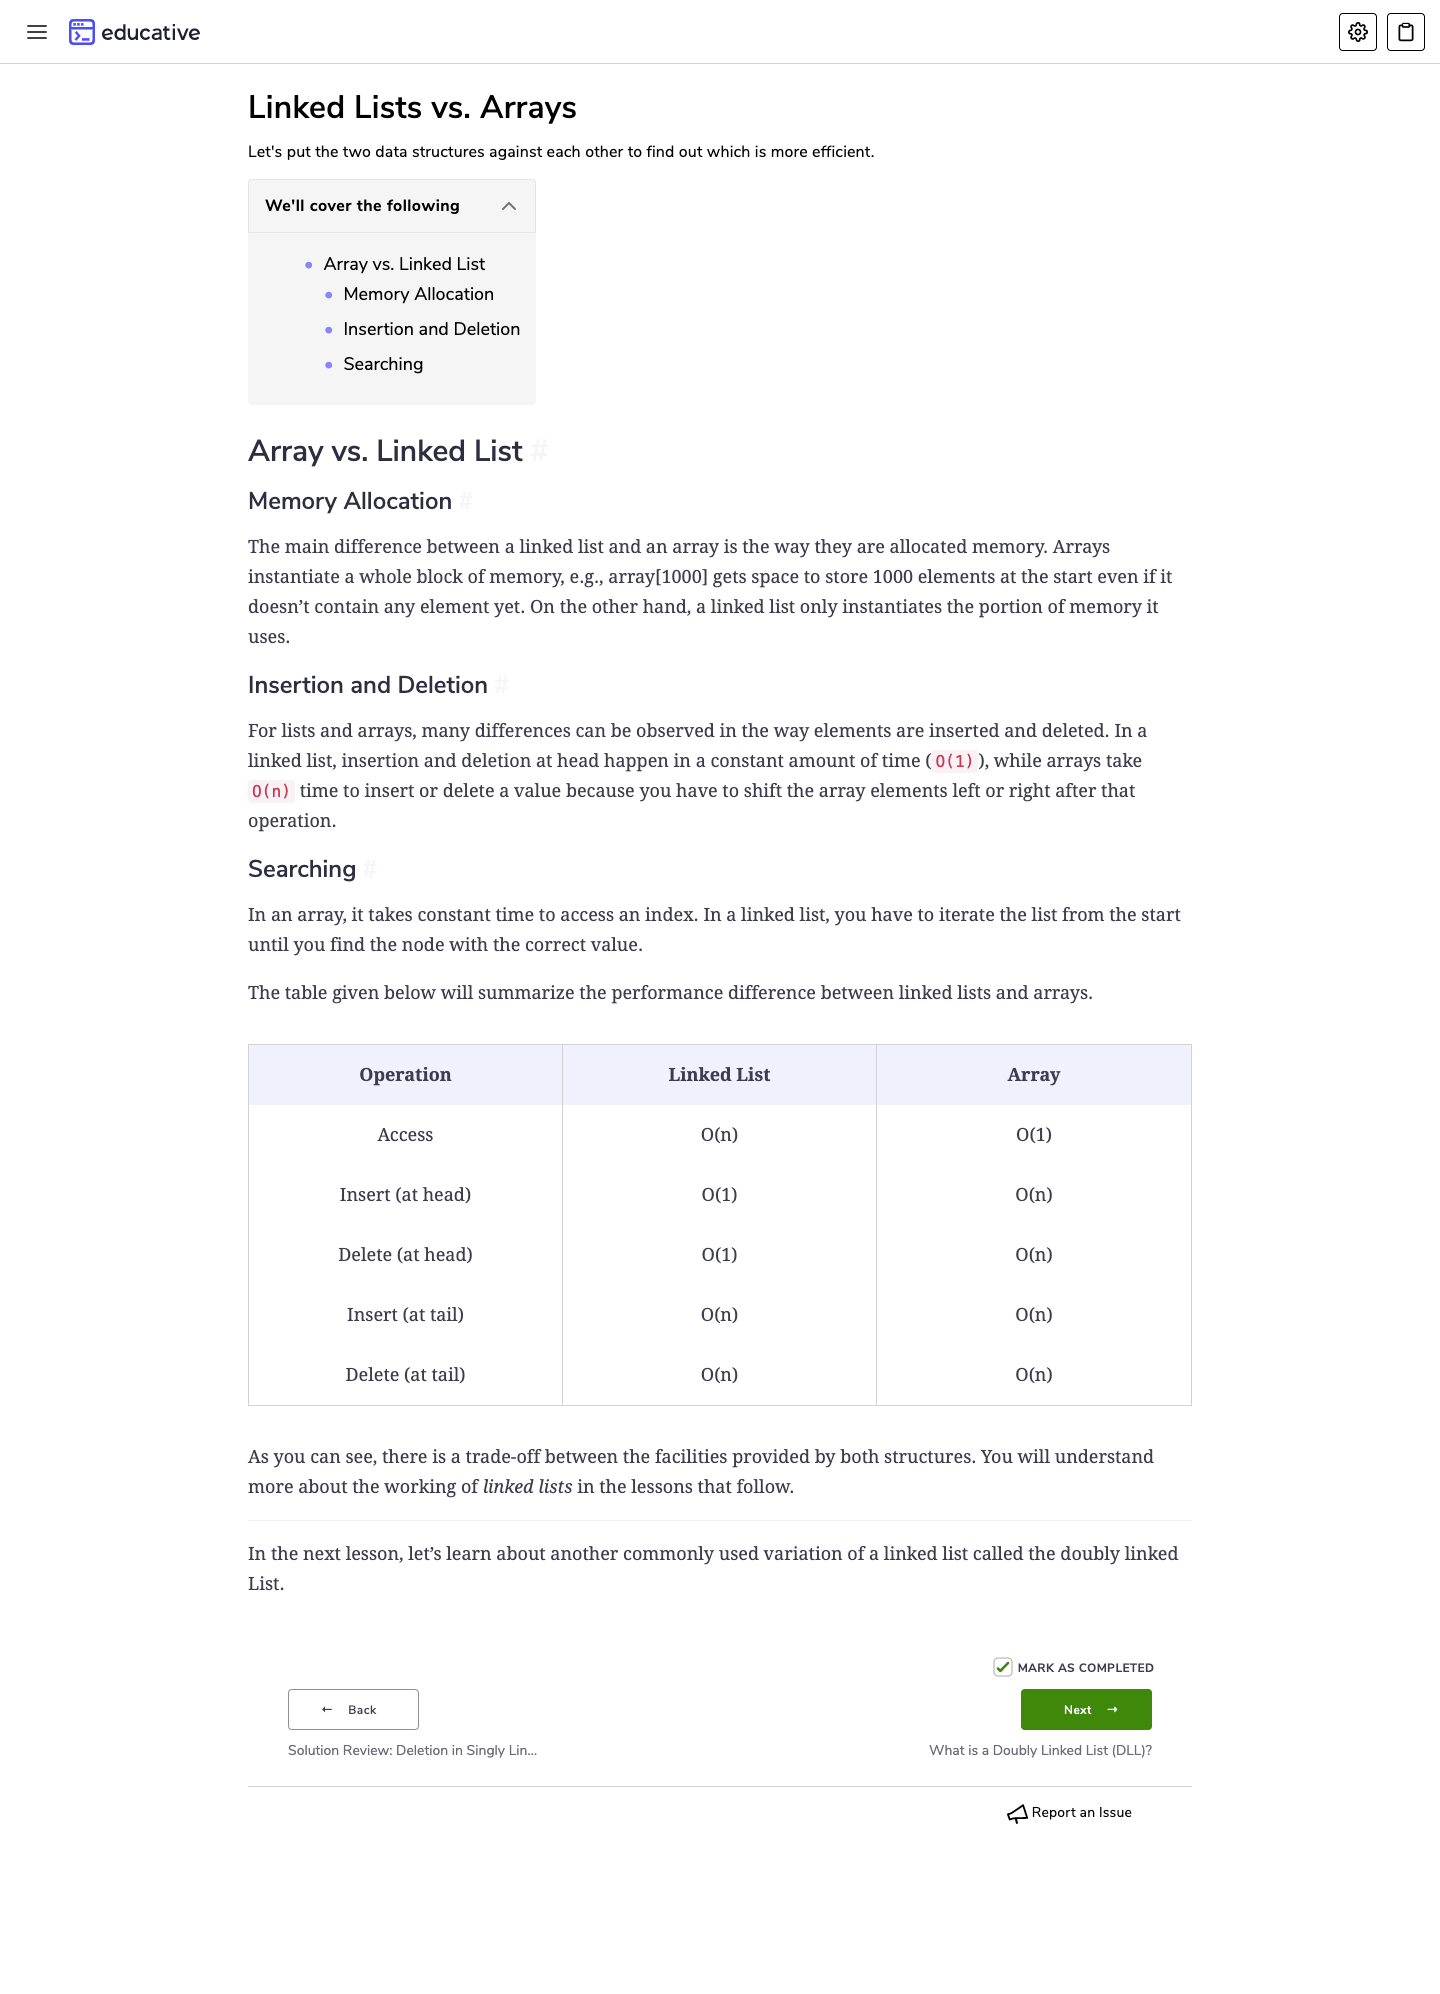 educative
Linked Lists vs. Arrays
Let's put the two data structures against each other to find out which is more efficient.
We'll cover the following
Array vs. Linked List
Memory Allocation
Insertion and Deletion
Searching
Array vs. Linked List #
Memory Allocation #
The main difference between a linked list and an array is the way they are allocated memory. Arrays
instantiate a whole block of memory, e.g., array[1000] gets space to store 1000 elements at the start even if it
doesn’t contain any element yet. On the other hand, a linked list only instantiates the portion of memory it
uses.
Insertion and Deletion #
For lists and arrays, many differences can be observed in the way elements are inserted and deleted. In a
linked list, insertion and deletion at head happen in a constant amount of time (O(1)), while arrays take
O(n) time to insert or delete a value because you have to shift the array elements left or right after that
operation.
Searching #
In an array, it takes constant time to access an index. In a linked list, you have to iterate the list from the start
until you find the node with the correct value.
The table given below will summarize the performance difference between linked lists and arrays.
Operation Linked List Array
Access O(n) O(1)
Insert (at head) O(1) O(n)
Delete (at head) O(1) O(n)
Insert (at tail) O(n) O(n)
Delete (at tail) O(n) O(n)
As you can see, there is a trade-off between the facilities provided by both structures. You will understand
more about the working of linked lists in the lessons that follow.
In the next lesson, let’s learn about another commonly used variation of a linked list called the doubly linked
List.
MARK AS COMPLETED
← Back Next →
Solution Review: Deletion in Singly Lin... What is a Doubly Linked List (DLL)?
Report an Issue